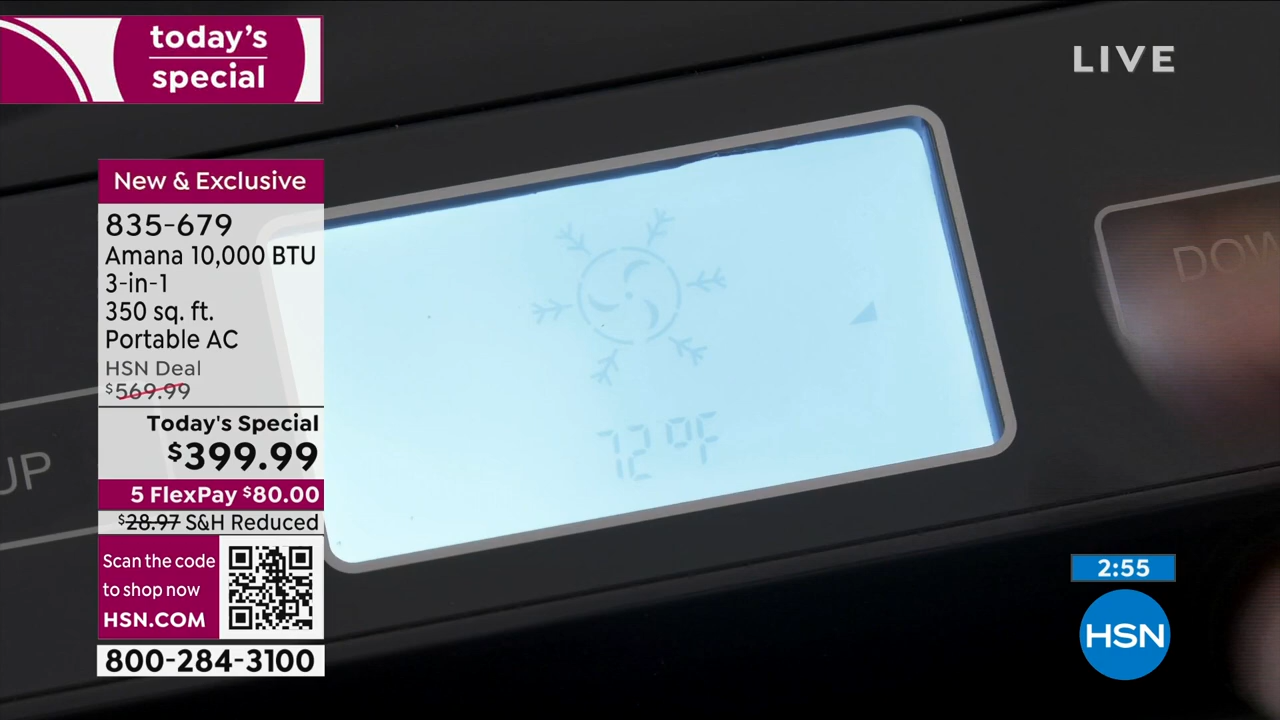 today's
special
LIVE
New & Exclusive
835-679
Amana 10,000 BTU
3-in-1
350 sq. ft.
Portable AC
HSN Deal
$569.99
Today's Special
$399.99
5 FlexPay $80.00
$28.97 S&H Reduced
Scan the code
to shop now
HSN.COM
800-284-3100
UP
72°F
DOW
2:55
HSN